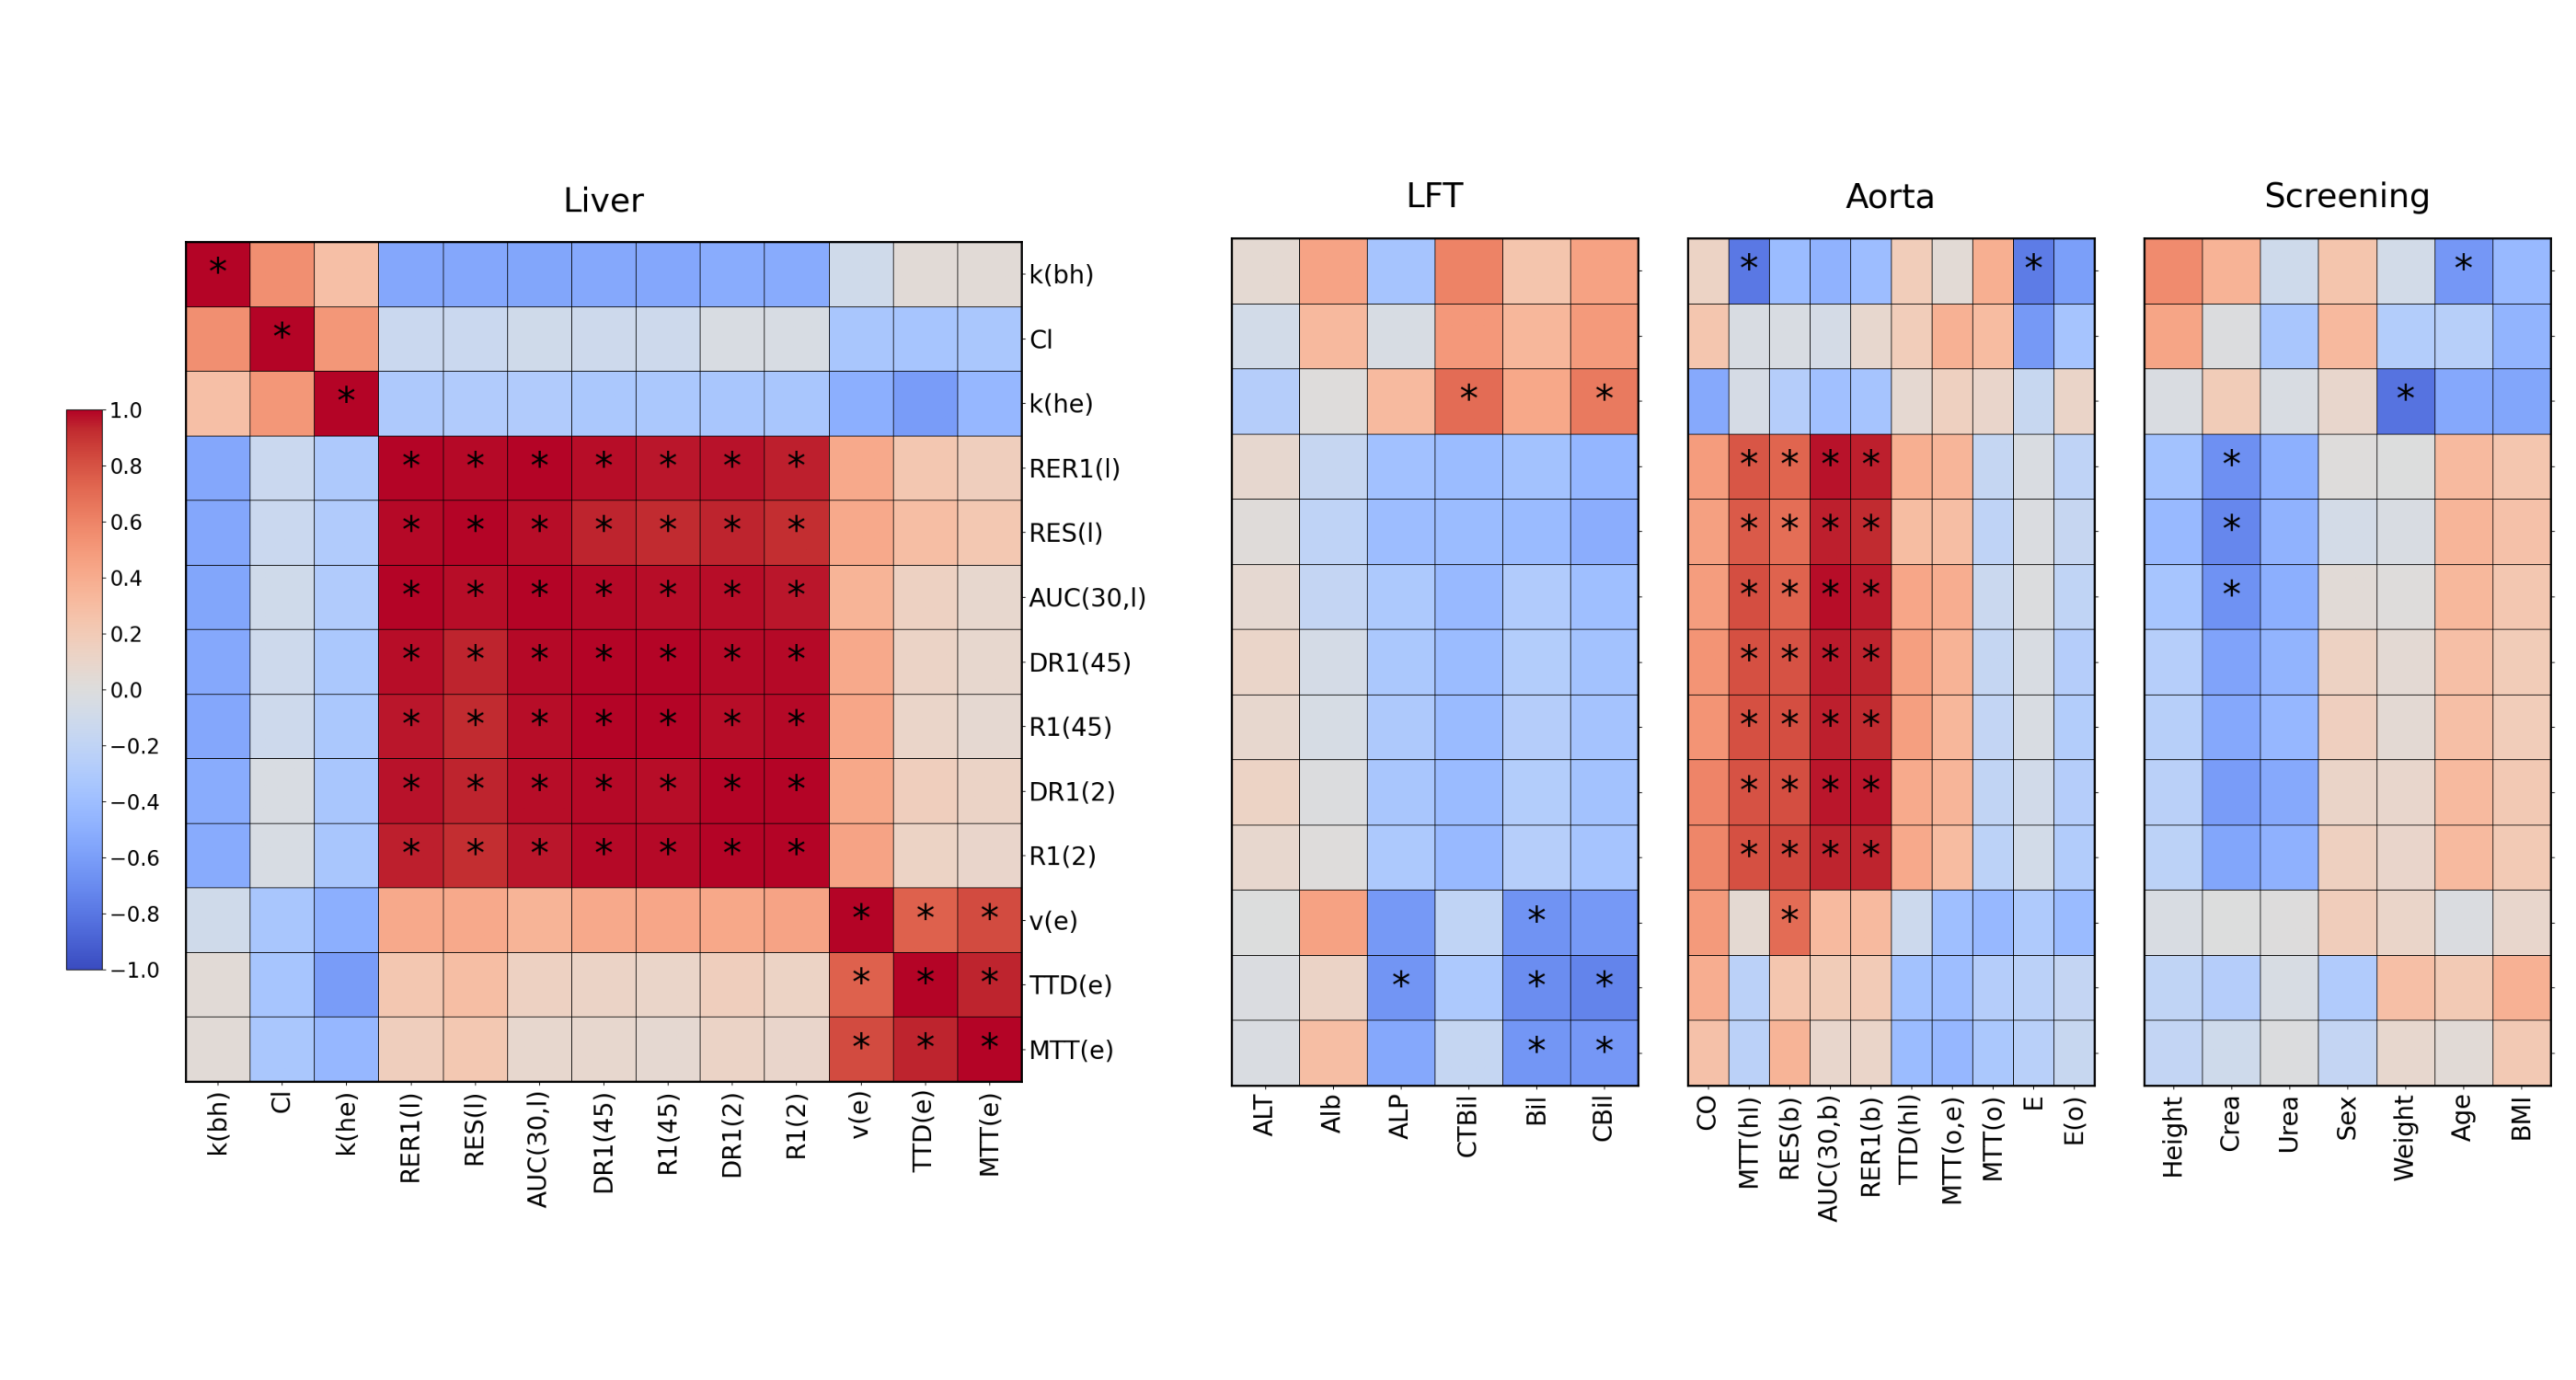 Liver
LFT
Aorta
Screening
k(bh)
Cl
k(he)
RER1(l)
RES(l)
AUC(30,l)
DR1(45)
R1(45)
DR1(2)
R1(2)
v(e)
TTD(e)
MTT(e)
1.0
0.8
0.6
0.4
0.2
0.0
−0.2
−0.4
−0.6
−0.8
−1.0
* * *
*
* *
* * * * * * * * * * * *
* * * * * * * * * * * *
* * * * * * * * * * * *
* * * * * * * * * * *
* * * * * * * * * * *
* * * * * * * * * * *
* * * * * * * * * * *
* * * * *
* * * * * *
* * * * *
k(bh)
Cl
k(he)
RER1(l)
RES(l)
AUC(30,l)
DR1(45)
R1(45)
DR1(2)
R1(2)
v(e)
TTD(e)
MTT(e)
ALT
Alb
ALP
CTBil
Bil
CBil
CO
MTT(hl)
RES(b)
AUC(30,b)
RER1(b)
TTD(hl)
MTT(o,e)
MTT(o)
E
E(o)
Height
Crea
Urea
Sex
Weight
Age
BMI